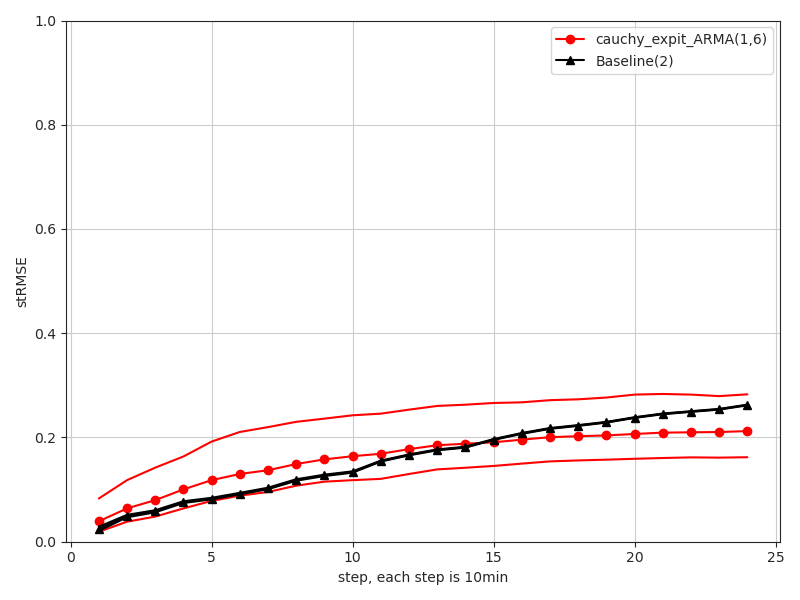 cauchy_expit_ARMA(1,6)
Baseline(2)
1.0
0.8
0.6
0.4
0.2
0.0
stRMSE
0 5 10 15 20 25
step, each step is 10min